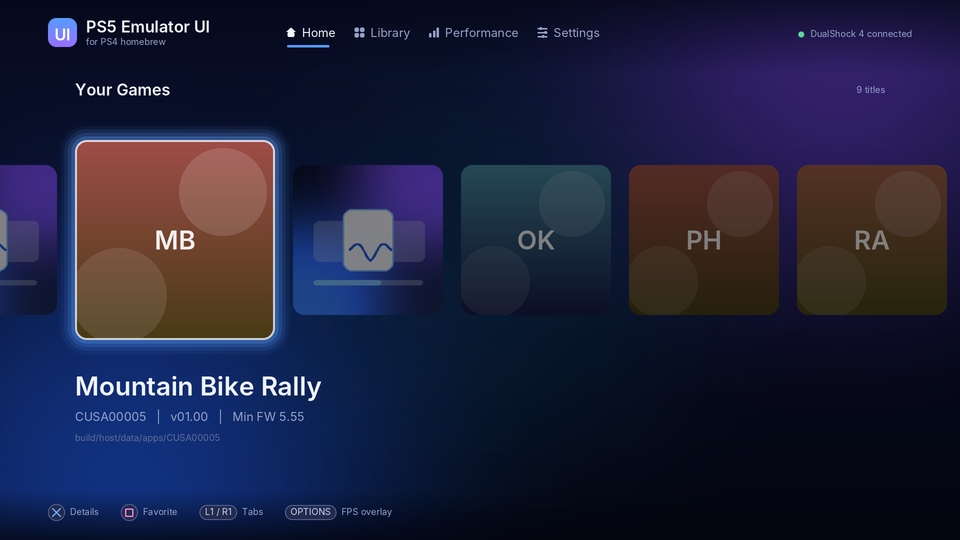 UI
PS5 Emulator UI
for PS4 homebrew
Home
Library
Performance
Settings
DualShock 4 connected
Your Games
9 titles
MB
OK
PH
RA
Mountain Bike Rally
CUSA00005 | v01.00 | Min FW 5.55
build/host/data/apps/CUSA00005
Details
Favorite
L1 / R1 Tabs
OPTIONS FPS overlay